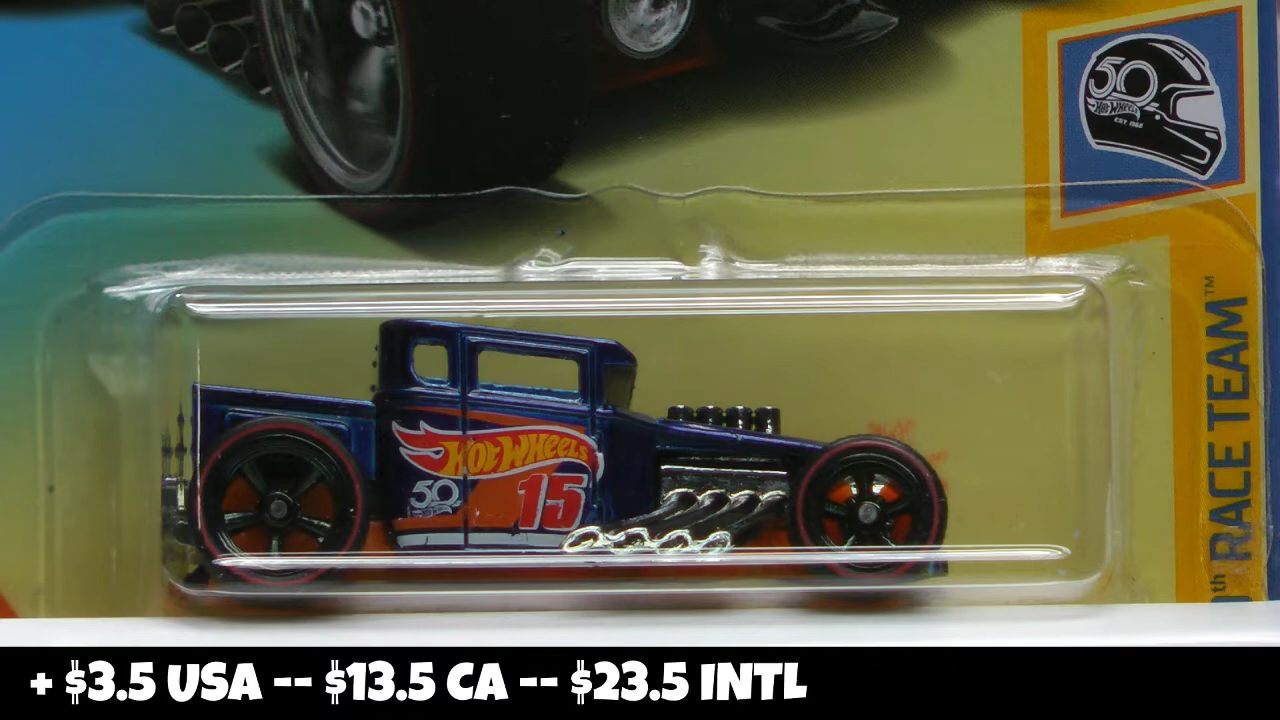 50
HOT WHEELS
EST. 1968
RACE TEAM™
th
HOT WHEELS
50
15
+ $3.5 USA -- $13.5 CA -- $23.5 INTL